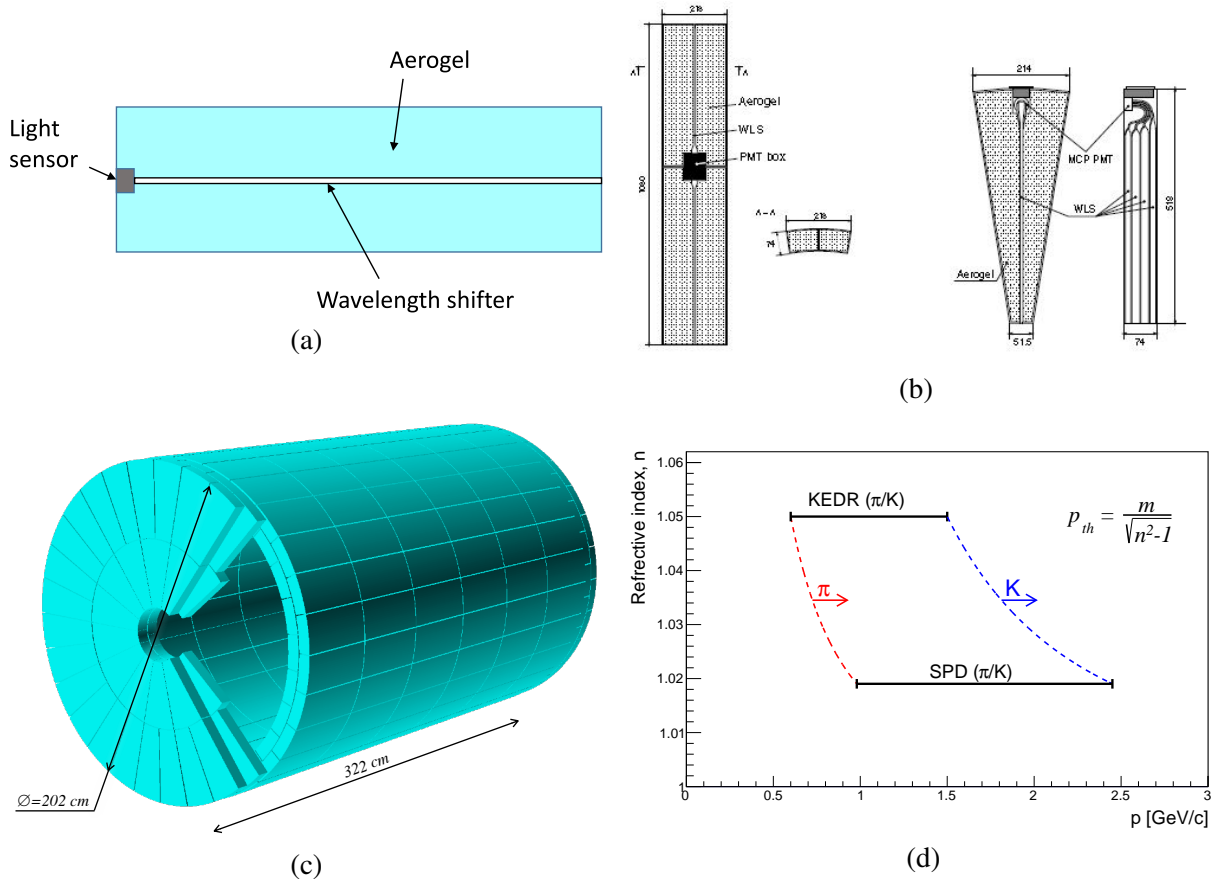 Aerogel
Light
sensor
Wavelength shifter
(a)
218
Aerogel
WLS
PMT box
1080
A
A
A-A
218
74
214
MCP PMT
WLS
518
Aerogel
51.5
74
(b)
322 cm
∅=202 cm
(c)
Refrective index, n
1.06
1.05
1.04
1.03
1.02
1.01
1
KEDR (π/K)
p_th = m / √n²-1
π
K
SPD (π/K)
0 0.5 1 1.5 2 2.5 3
p [GeV/c]
(d)